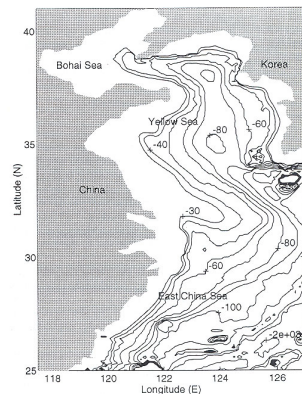 40
Bohai Sea
Korea
Yellow Sea
-60
-80
-40
35
Latitude (N)
China
-30
-80
30
-60
East China Sea
-100
-2e+03
25
118 120 122 124 126
Longitude (E)